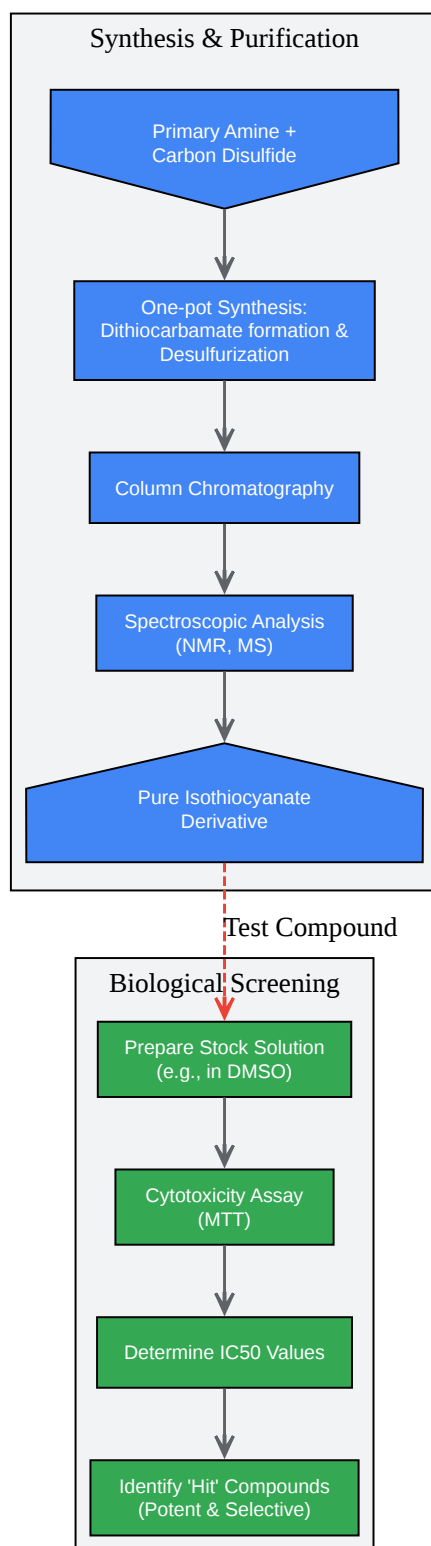 Synthesis & Purification
Primary Amine +
Carbon Disulfide
One-pot Synthesis:
Dithiocarbamate formation &
Desulfurization
Column Chromatography
Spectroscopic Analysis
(NMR, MS)
Pure Isothiocyanate
Derivative
Test Compound
Biological Screening
Prepare Stock Solution
(e.g., in DMSO)
Cytotoxicity Assay
(MTT)
Determine IC50 Values
Identify 'Hit' Compounds
(Potent & Selective)